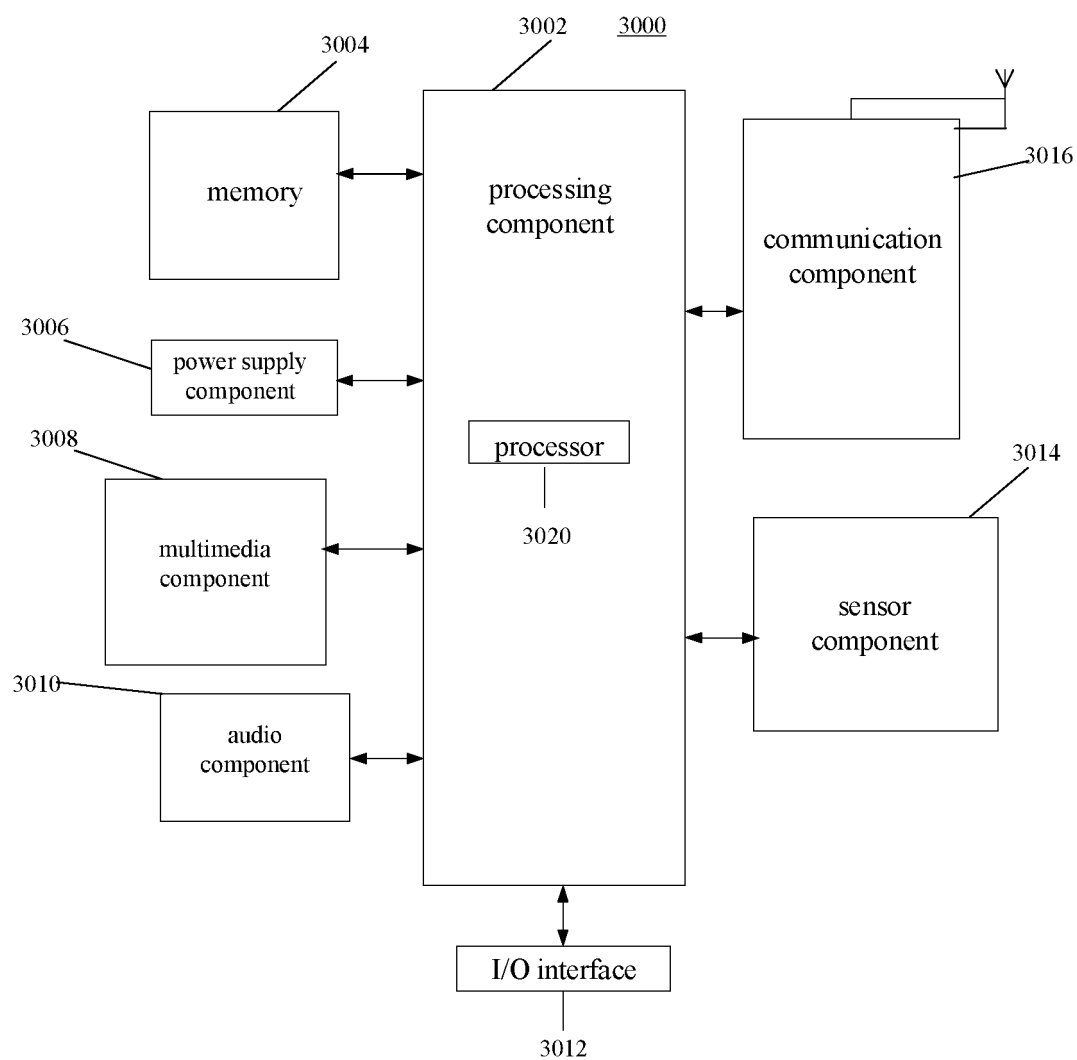 3002
3000
3004
memory
processing
component
3016
communication
component
3006
power supply
component
processor
3020
3008
multimedia
component
3014
sensor
component
3010
audio
component
I/O interface
3012